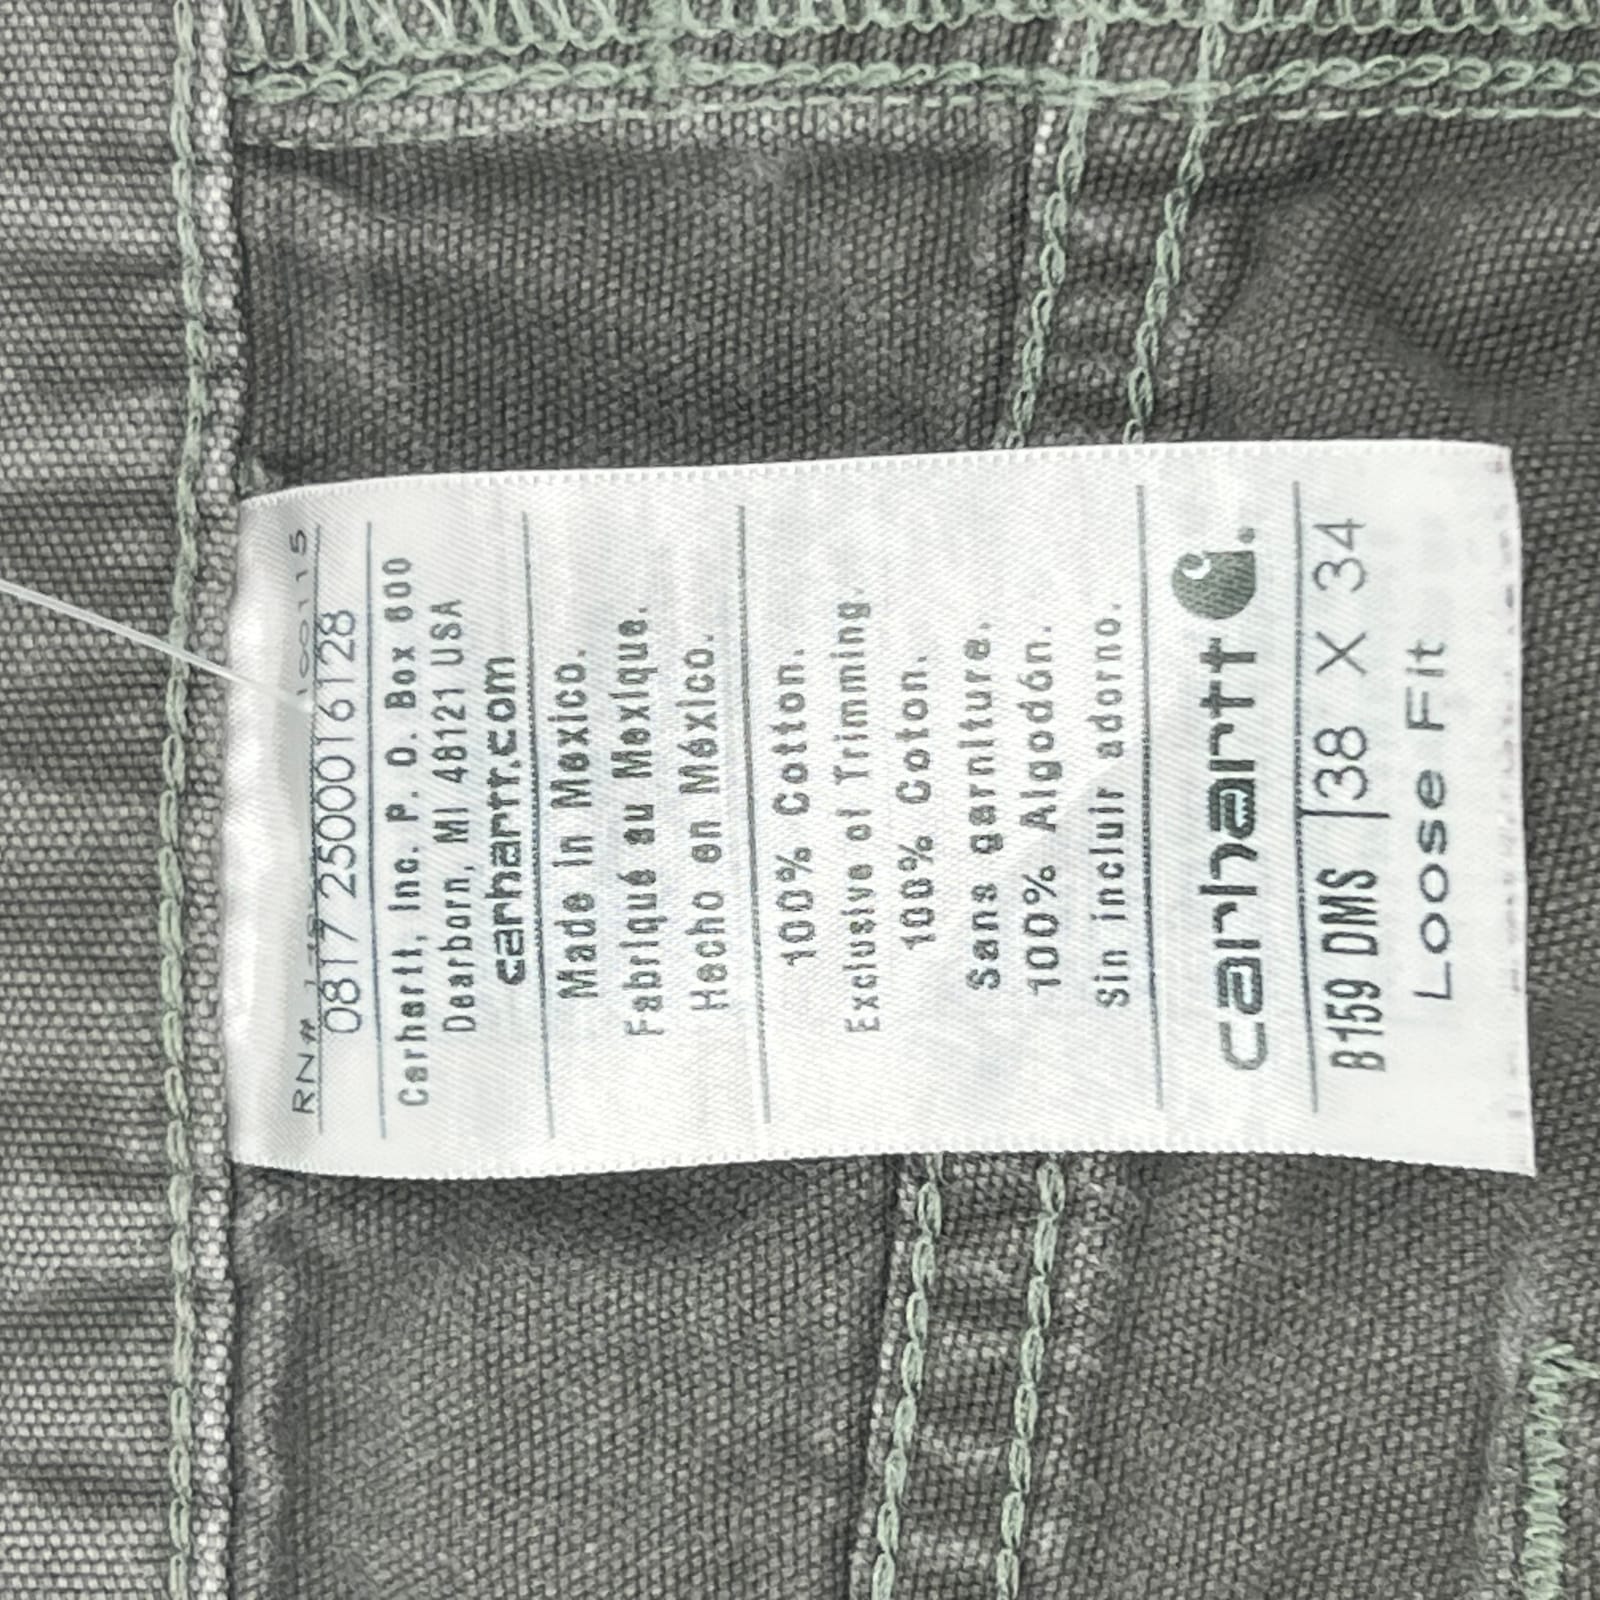 RN# 100115
0817 2500016128
Carhartt, Inc. P. O. Box 600
Dearborn, MI 48121 USA
carhartt.com
Made in Mexico.
Fabriqué au Mexique.
Hecho en México.
100% Cotton.
Exclusive of Trimming.
100% Coton.
Sans garniture.
100% Algodón.
Sin incluir adorno.
carhartt
B159 DMS 38 X 34
Loose Fit